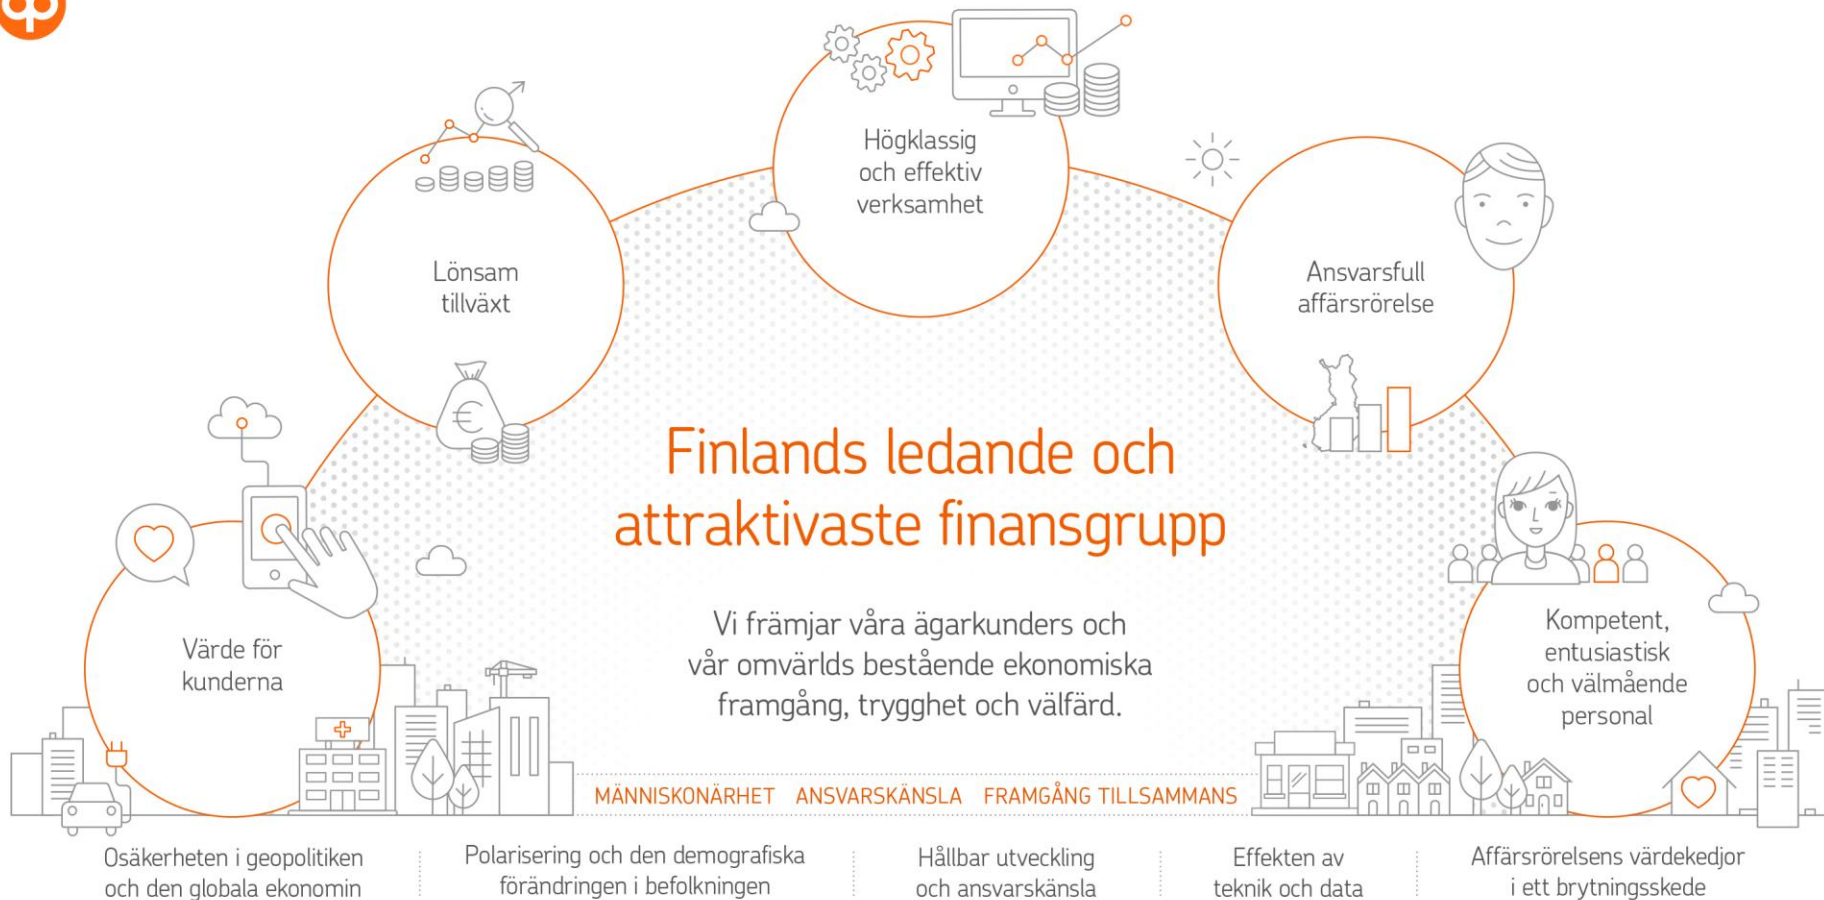 op
Högklassig
och effektiv
verksamhet
Lönsam
tillväxt
Ansvarsfull
affärsrörelse
Finlands ledande och
attraktivaste finansgrupp
Vi främjar våra ägarkunders och
vår omvärlds bestående ekonomiska
framgång, trygghet och välfärd.
Värde för
kunderna
Kompetent,
entusiastisk
och välmående
personal
MÄNNISKONÄRHET ANSVARSKÄNSLA FRAMGÅNG TILLSAMMANS
Osäkerheten i geopolitiken
och den globala ekonomin
Polarisering och den demografiska
förändringen i befolkningen
Hållbar utveckling
och ansvarskänsla
Effekten av
teknik och data
Affärsrörelsens värdekedjor
i ett brytningsskede